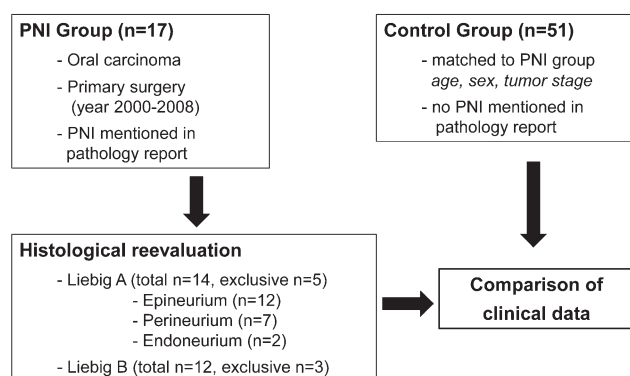 PNI Group (n=17)
- Oral carcinoma
- Primary surgery
(year 2000-2008)
- PNI mentioned in
pathology report
Control Group (n=51)
- matched to PNI group
age, sex, tumor stage
- no PNI mentioned in
pathology report
Histological reevaluation
- Liebig A (total n=14, exclusive n=5)
- Epineurium (n=12)
- Perineurium (n=7)
- Endoneurium (n=2)
- Liebig B (total n=12, exclusive n=3)
Comparison of
clinical data